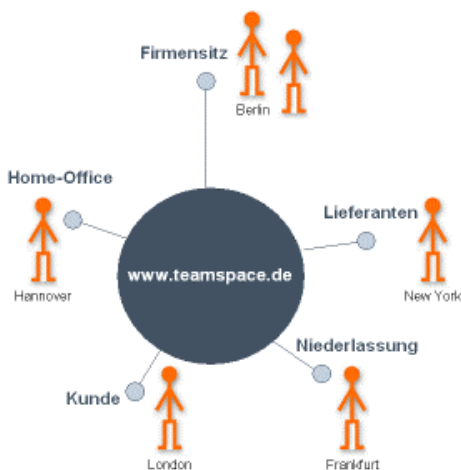 Firmensitz
Berlin
Home-Office
Hannover
Lieferanten
New York
www.teamspace.de
Niederlassung
Frankfurt
Kunde
London